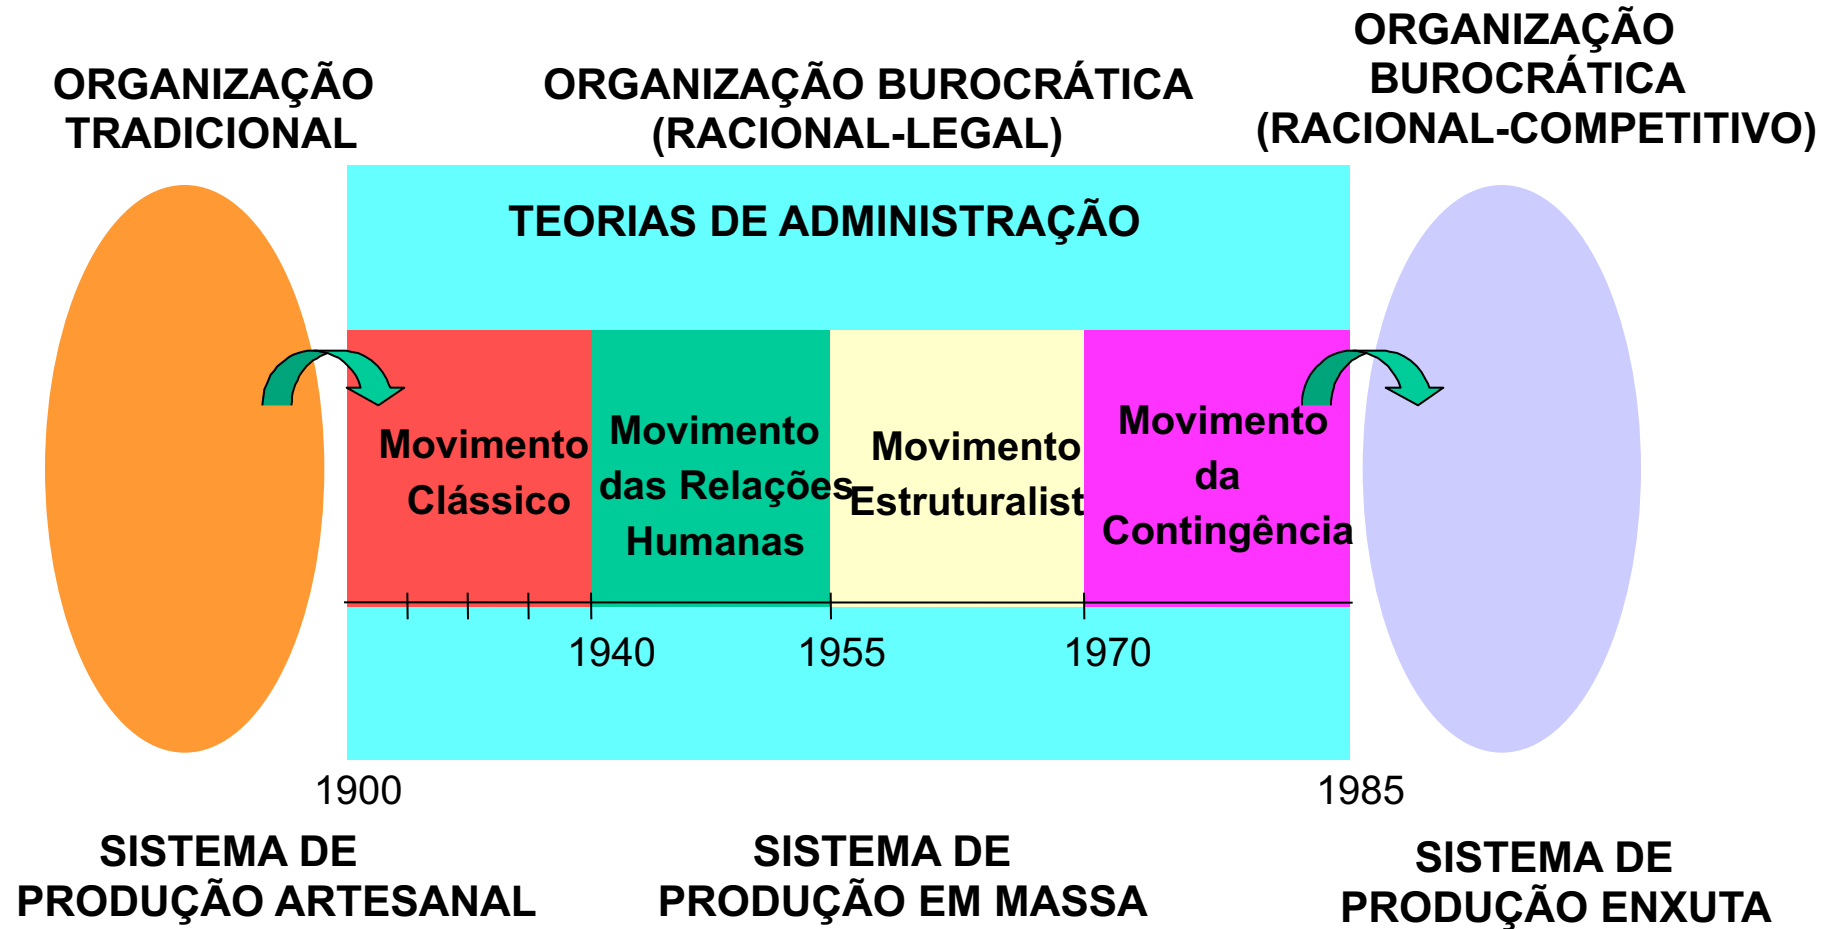 ORGANIZAÇÃO
TRADICIONAL
ORGANIZAÇÃO BUROCRÁTICA
(RACIONAL-LEGAL)
ORGANIZAÇÃO
BUROCRÁTICA
(RACIONAL-COMPETITIVO)
TEORIAS DE ADMINISTRAÇÃO
Movimento
Clássico
Movimento
das Relações
Humanas
Movimento
Estruturalist
Movimento
da
Contingência
1940
1955
1970
1900
1985
SISTEMA DE
PRODUÇÃO ARTESANAL
SISTEMA DE
PRODUÇÃO EM MASSA
SISTEMA DE
PRODUÇÃO ENXUTA